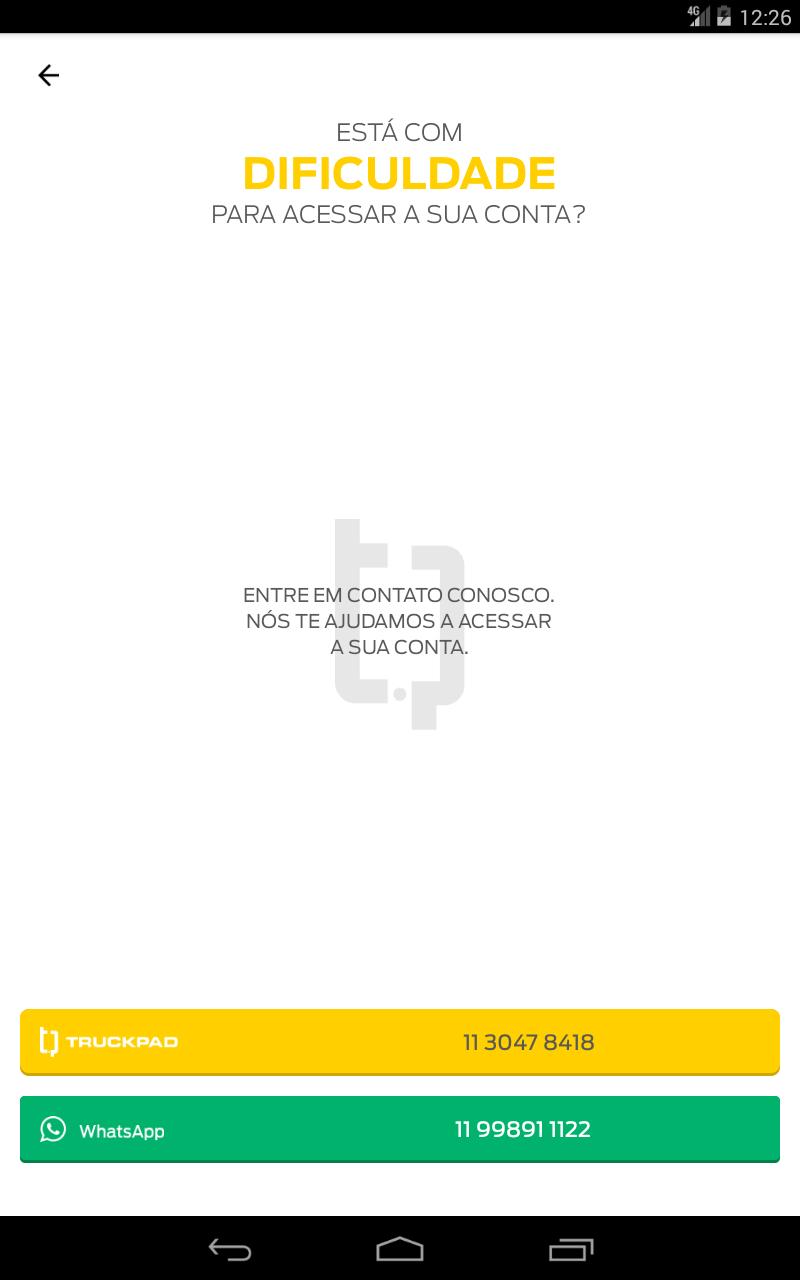 4G 12:26
ESTÁ COM
DIFICULDADE
PARA ACESSAR A SUA CONTA?
ENTRE EM CONTATO CONOSCO.
NÓS TE AJUDAMOS A ACESSAR
A SUA CONTA.
TRUCKPAD 11 3047 8418
WhatsApp 11 99891 1122